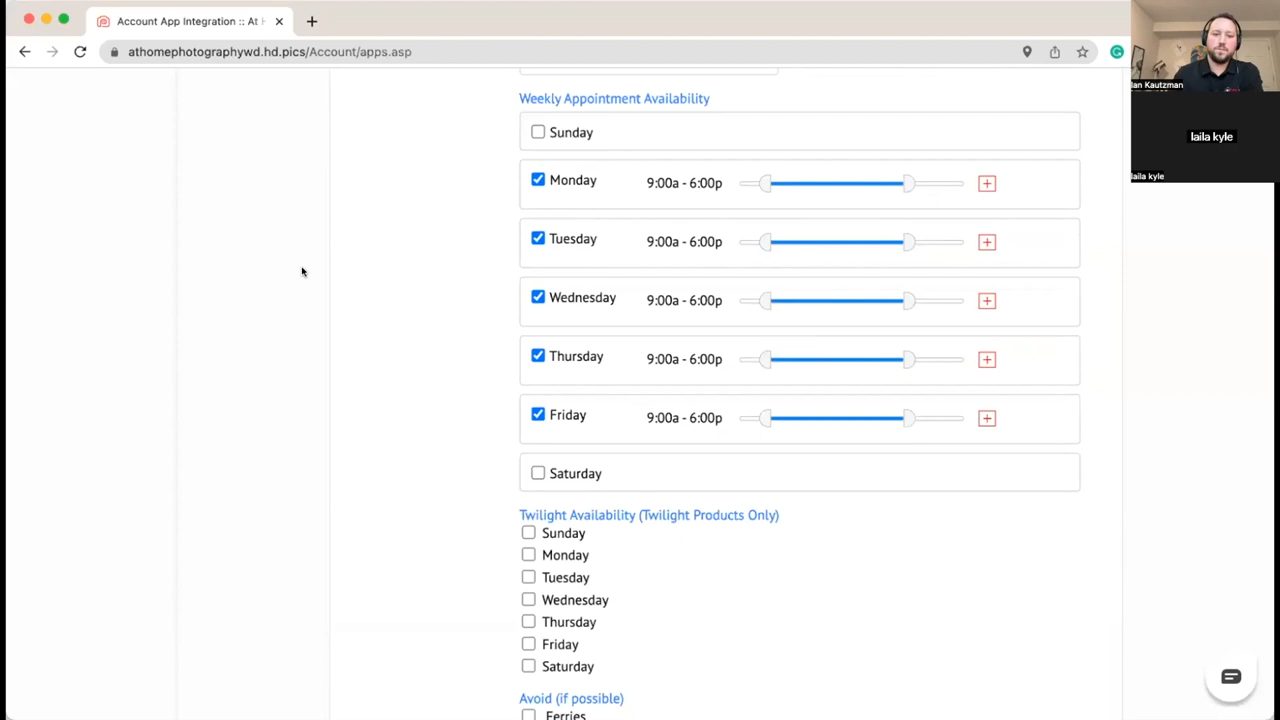 Account App Integration :: At H
athomephotographywd.hd.pics/Account/apps.asp
Ian Kautzman
laila kyle
laila kyle
Weekly Appointment Availability
Sunday
Monday 9:00a - 6:00p
Tuesday 9:00a - 6:00p
Wednesday 9:00a - 6:00p
Thursday 9:00a - 6:00p
Friday 9:00a - 6:00p
Saturday
Twilight Availability (Twilight Products Only)
Sunday
Monday
Tuesday
Wednesday
Thursday
Friday
Saturday
Avoid (if possible)
Ferries